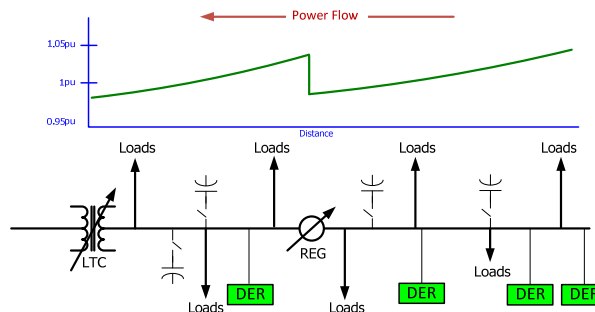 Power Flow
1,05pu
1pu
0.95pu
Distance
Loads
Loads
Loads
Loads
LTC
REG
Loads
DER
Loads
DER
Loads
DER
DER